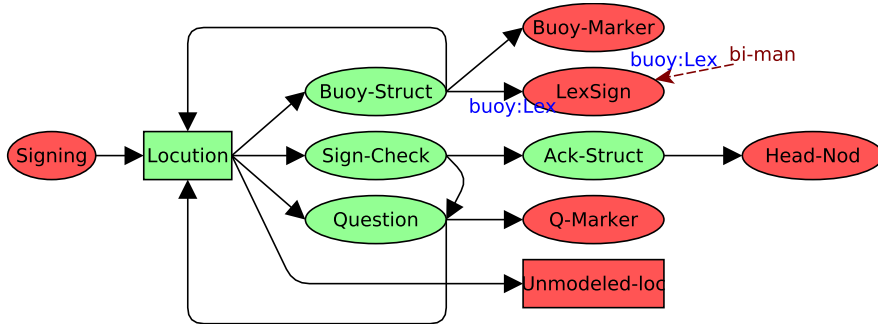 Buoy-Marker
buoy:Lex
bi-man
Buoy-Struct
LexSign
buoy:Lex
Signing
Locution
Sign-Check
Ack-Struct
Head-Nod
Question
Q-Marker
Unmodeled-loc